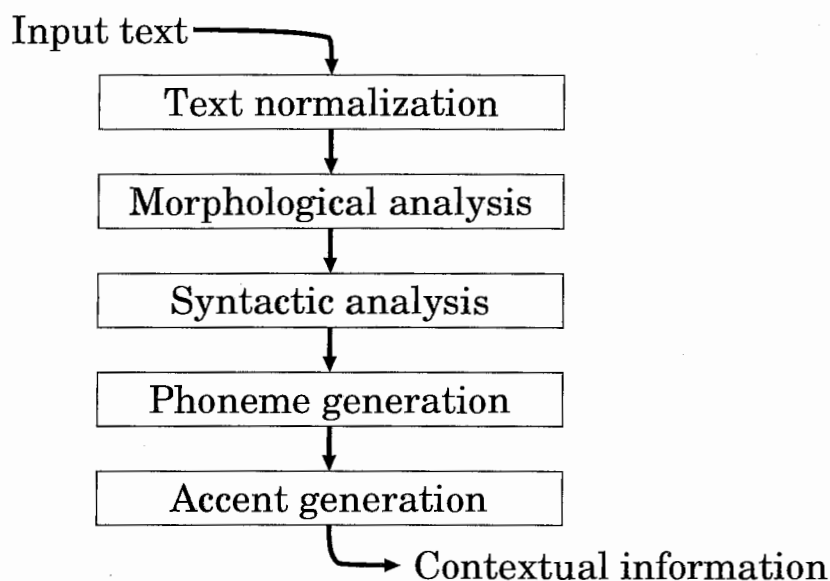 Input text
Text normalization
Morphological analysis
Syntactic analysis
Phoneme generation
Accent generation
Contextual information